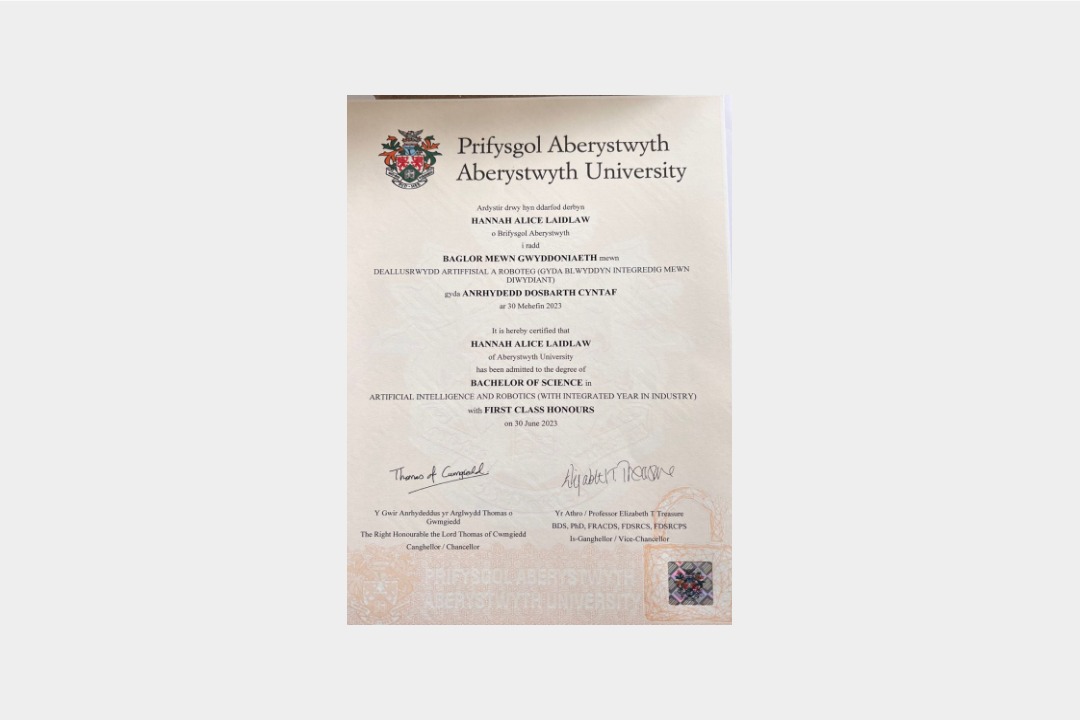 Prifysgol Aberystwyth
Aberystwyth University
Ardystir drwy hyn ddarfod derbyn
HANNAH ALICE LAIDLAW
o Brifysgol Aberystwyth
i radd
BAGLOR MEWN GWYDDONIAETH mewn
DEALLUSRWYDD ARTIFFISIAL A ROBOTEG (GYDA BLWYDDYN INTEGREDIG MEWN
DIWYDIANT)
gyda ANRHYDEDD DOSBARTH CYNTAF
ar 30 Mehefin 2023
It is hereby certified that
HANNAH ALICE LAIDLAW
of Aberystwyth University
has been admitted to the degree of
BACHELOR OF SCIENCE in
ARTIFICIAL INTELLIGENCE AND ROBOTICS (WITH INTEGRATED YEAR IN INDUSTRY)
with FIRST CLASS HONOURS
on 30 June 2023
Thomas of Cwmgiedd
Elizabeth T Treasure
Y Gwir Anrhydeddus yr Arglwydd Thomas o
Gwmgiedd
The Right Honourable the Lord Thomas of Cwmgiedd
Canghellor / Chancellor
Yr Athro / Professor Elizabeth T Treasure
BDS, PhD, FRACDS, FDSRCS, FDSRCPS
Is-Ganghellor / Vice-Chancellor
PRIFYSGOL ABERYSTWYTH
ABERYSTWYTH UNIVERSITY